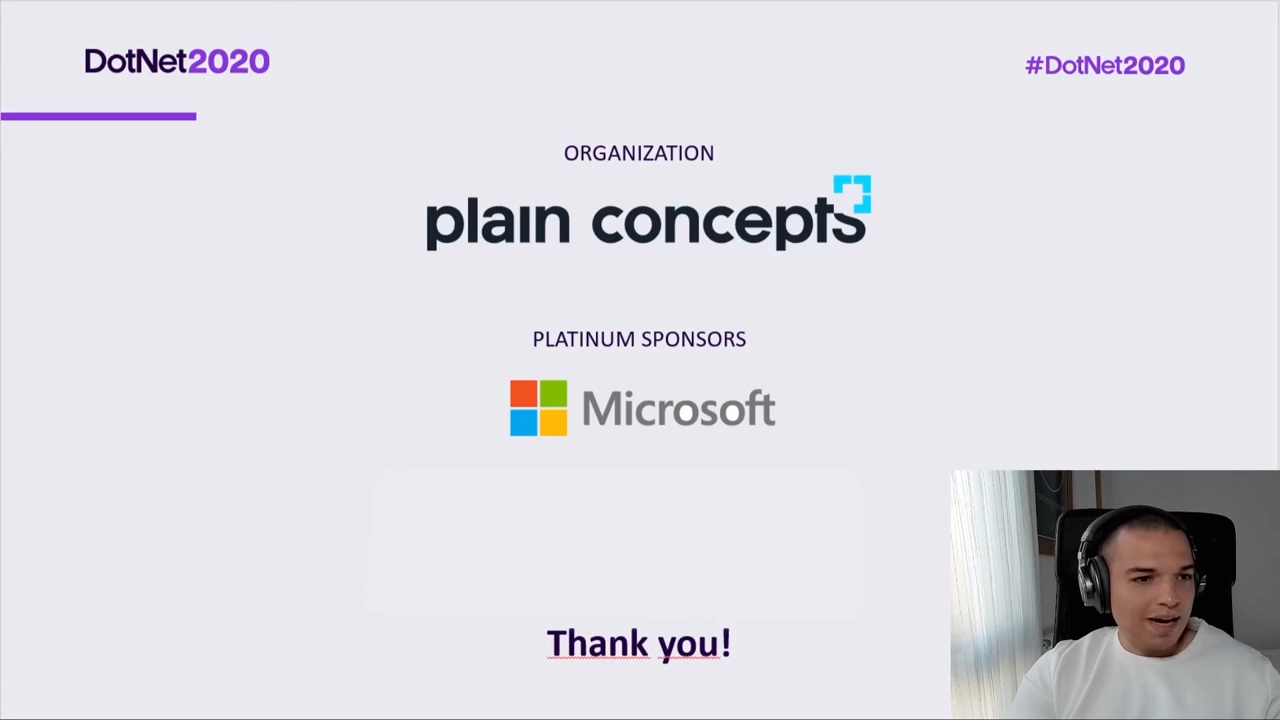 DotNet2020
#DotNet2020
ORGANIZATION
plain concepts
PLATINUM SPONSORS
Microsoft
Thank you!